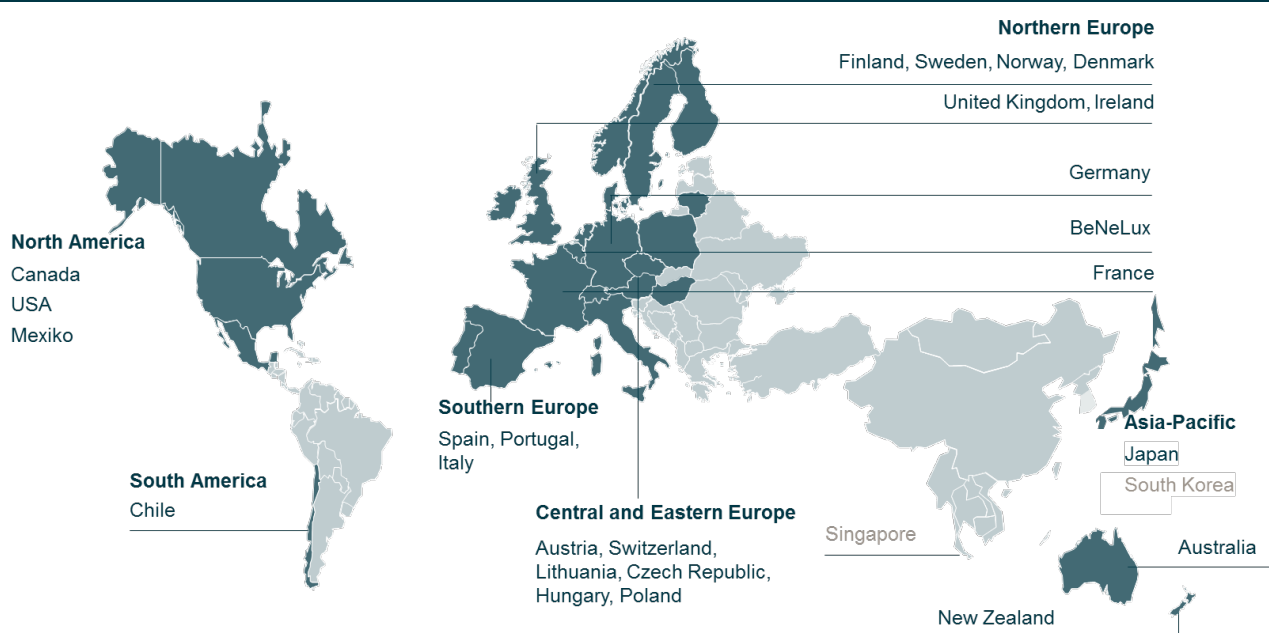 Northern Europe
Finland, Sweden, Norway, Denmark
United Kingdom, Ireland
Germany
BeNeLux
France
North America
Canada
USA
Mexiko
Southern Europe
Spain, Portugal,
Italy
South America
Chile
Central and Eastern Europe
Austria, Switzerland,
Lithuania, Czech Republic,
Hungary, Poland
Asia-Pacific
Japan
South Korea
Singapore
Australia
New Zealand